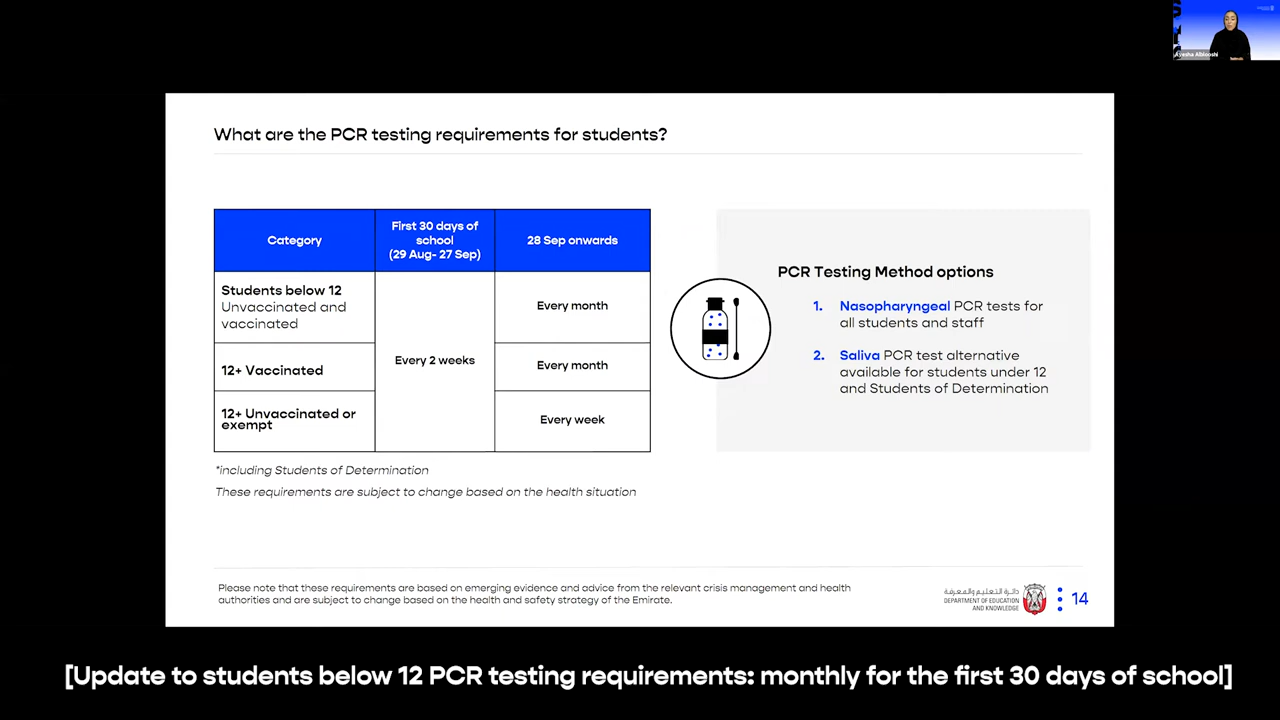 Ayesha Alblooshi
What are the PCR testing requirements for students?
Category
First 30 days of
school
(29 Aug- 27 Sep)
28 Sep onwards
Students below 12
Unvaccinated and
vaccinated
Every 2 weeks
Every month
12+ Vaccinated
Every month
12+ Unvaccinated or
exempt
Every week
*including Students of Determination
These requirements are subject to change based on the health situation
PCR Testing Method options
1. Nasopharyngeal PCR tests for
all students and staff
2. Saliva PCR test alternative
available for students under 12
and Students of Determination
Please note that these requirements are based on emerging evidence and advice from the relevant crisis management and health
authorities and are subject to change based on the health and safety strategy of the Emirate.
دائرة التعليم والمعرفة
DEPARTMENT OF EDUCATION
AND KNOWLEDGE
14
[Update to students below 12 PCR testing requirements: monthly for the first 30 days of school]